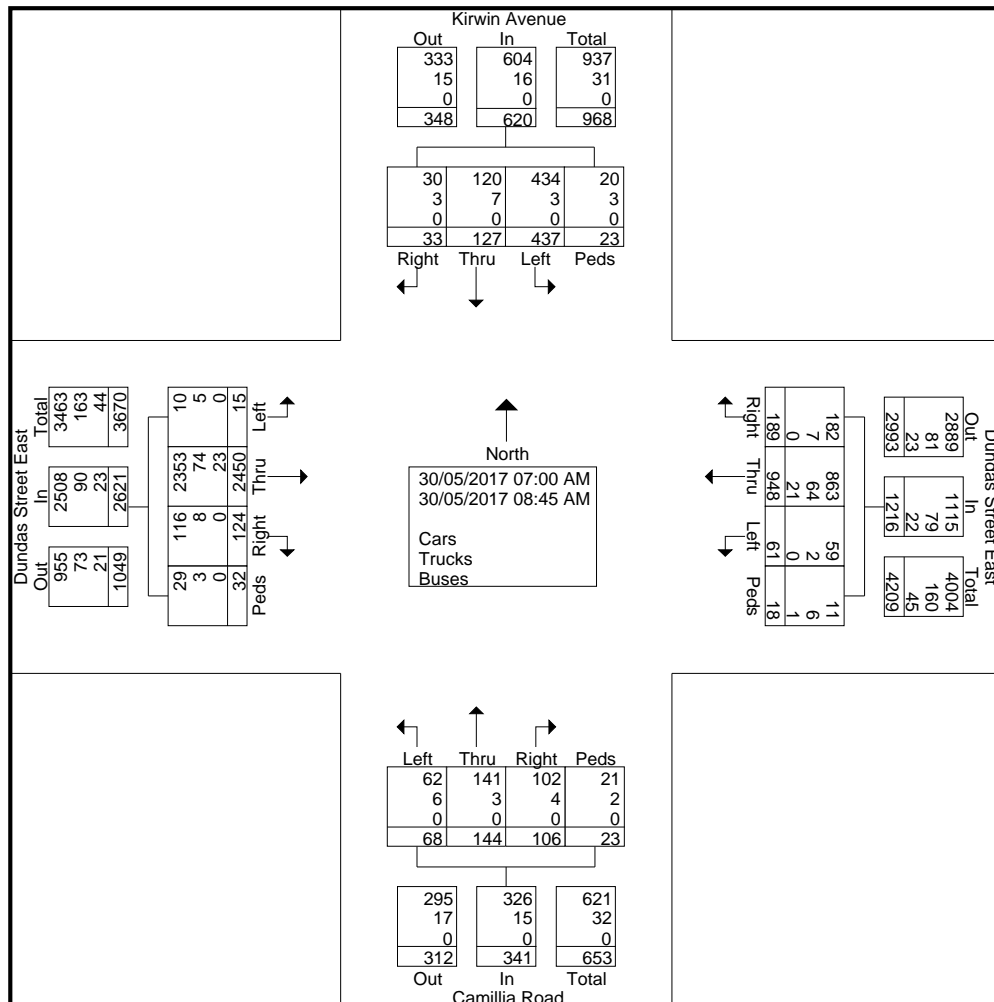 Kirwin Avenue
Out In Total
333 604 937
15 16 31
0 0 0
348 620 968
30 120 434 20
3 7 3 3
0 0 0 0
33 127 437 23
Right Thru Left Peds
Dundas Street East
Total In Out
3463 2508 955
163 90 73
44 23 21
3670 2621 1049
10 2353 116 29
5 74 8 3
0 23 0 0
15 2450 124 32
Left Thru Right Peds
North
30/05/2017 07:00 AM
30/05/2017 08:45 AM
Cars
Trucks
Buses
Right Thru Left Peds
182 863 59 11
7 64 2 6
0 21 0 1
189 948 61 18
Dundas Street East
Out In Total
2889 1115 4004
81 79 160
23 22 45
2993 1216 4209
Left Thru Right Peds
62 141 102 21
6 3 4 2
0 0 0 0
68 144 106 23
295 326 621
17 15 32
0 0 0
312 341 653
Out In Total
Camillia Road